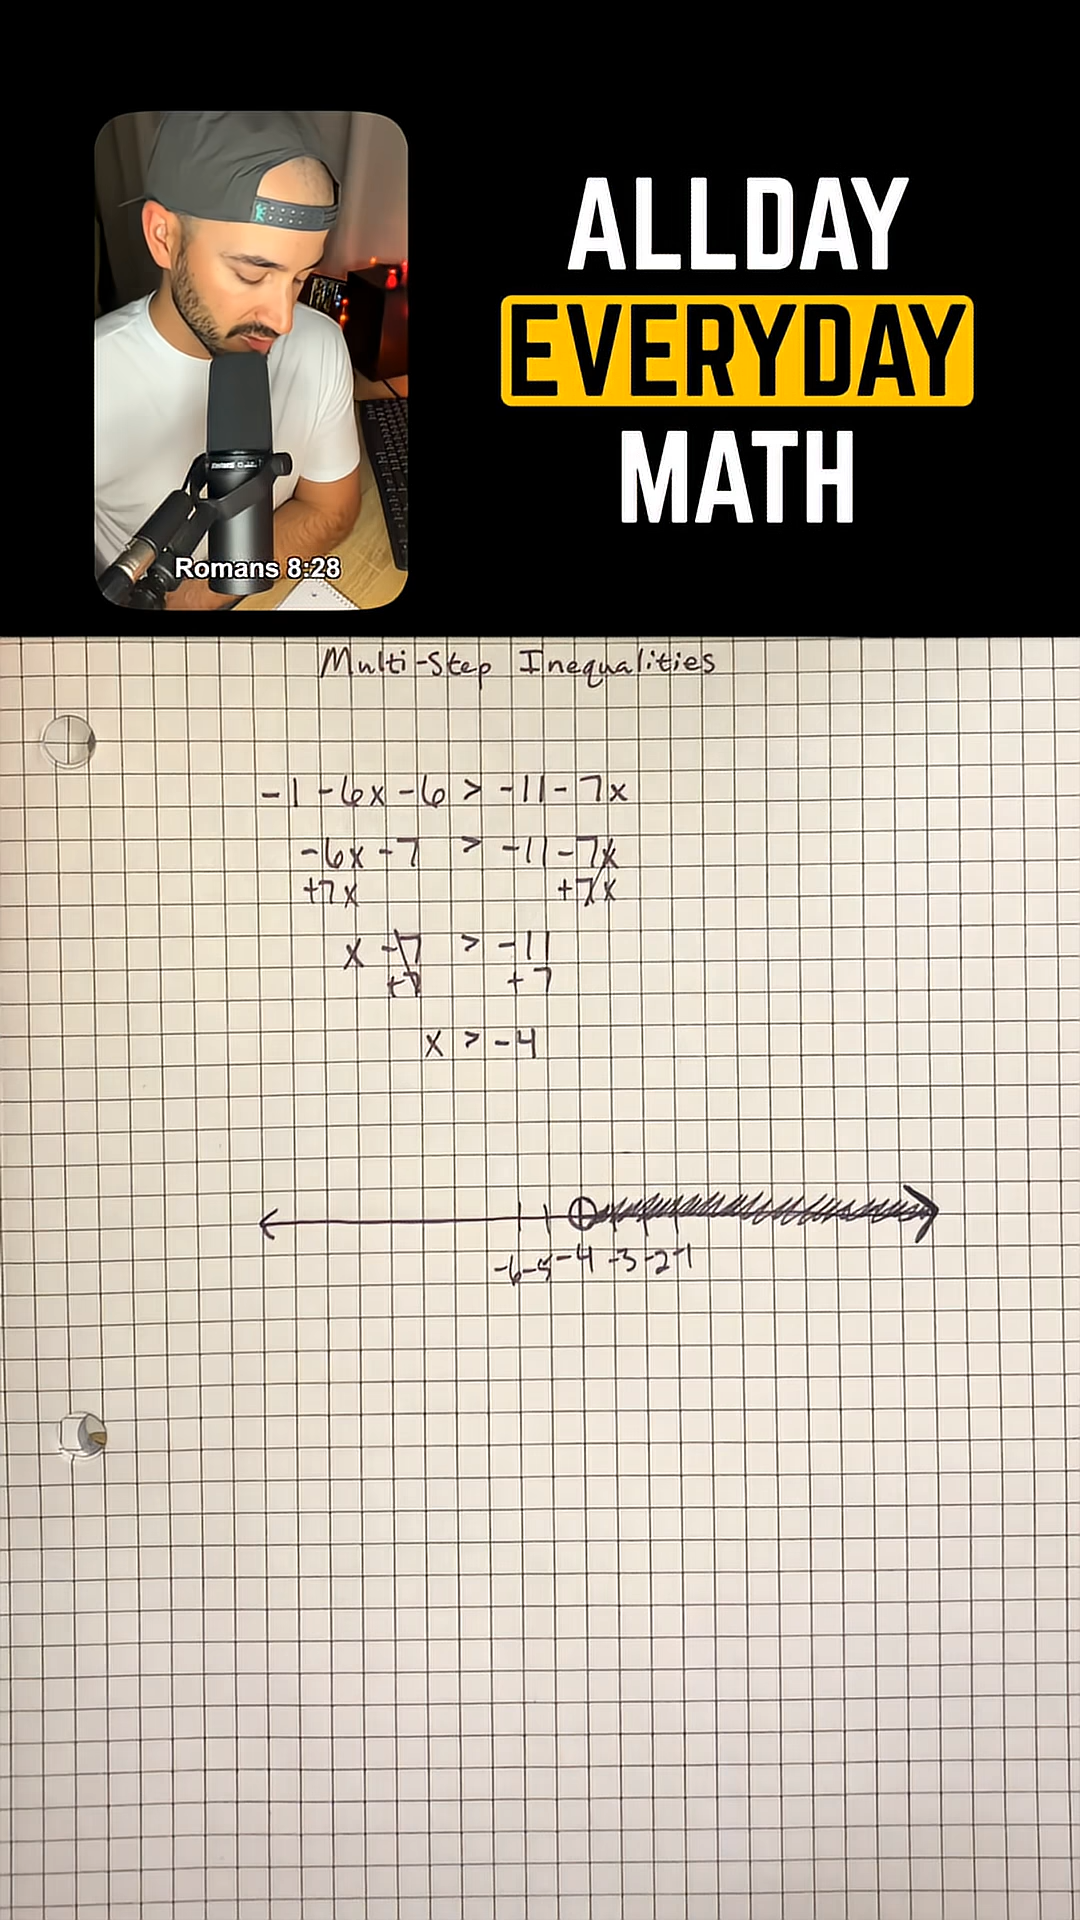 ALLDAY
EVERYDAY
MATH
Romans 8:28
Multi-Step Inequalities
-1 -6x -6 > -11 - 7x
-6x -7 > -11 -7x
+7x +7x
x -7 > -11
+7 +7
x > -4
-6 -5 -4 -3 -2 -1